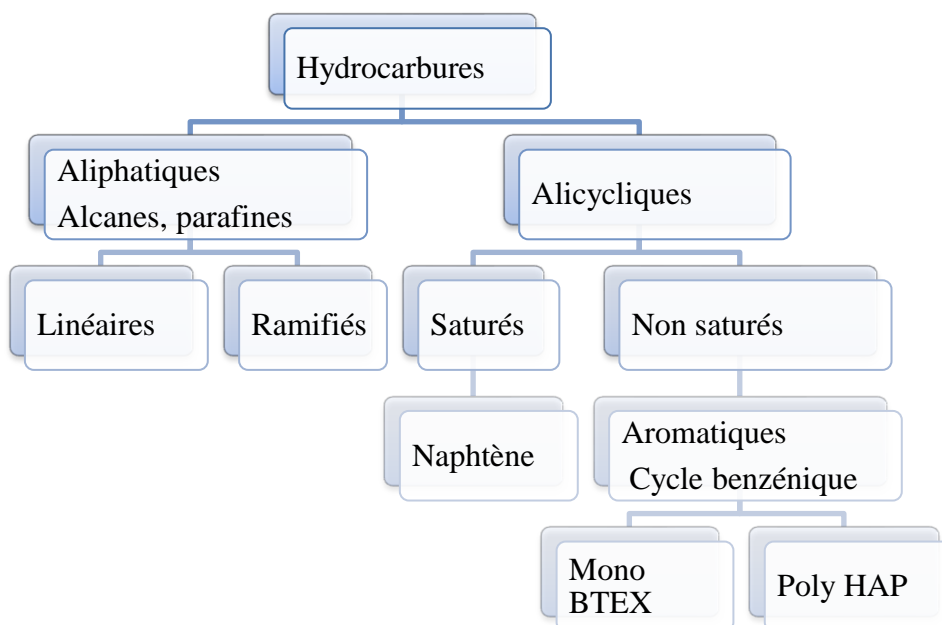 Hydrocarbures
Aliphatiques
Alcanes, parafines
Alicycliques
Linéaires
Ramifiés
Saturés
Non saturés
Naphtène
Aromatiques
Cycle benzénique
Mono
BTEX
Poly HAP